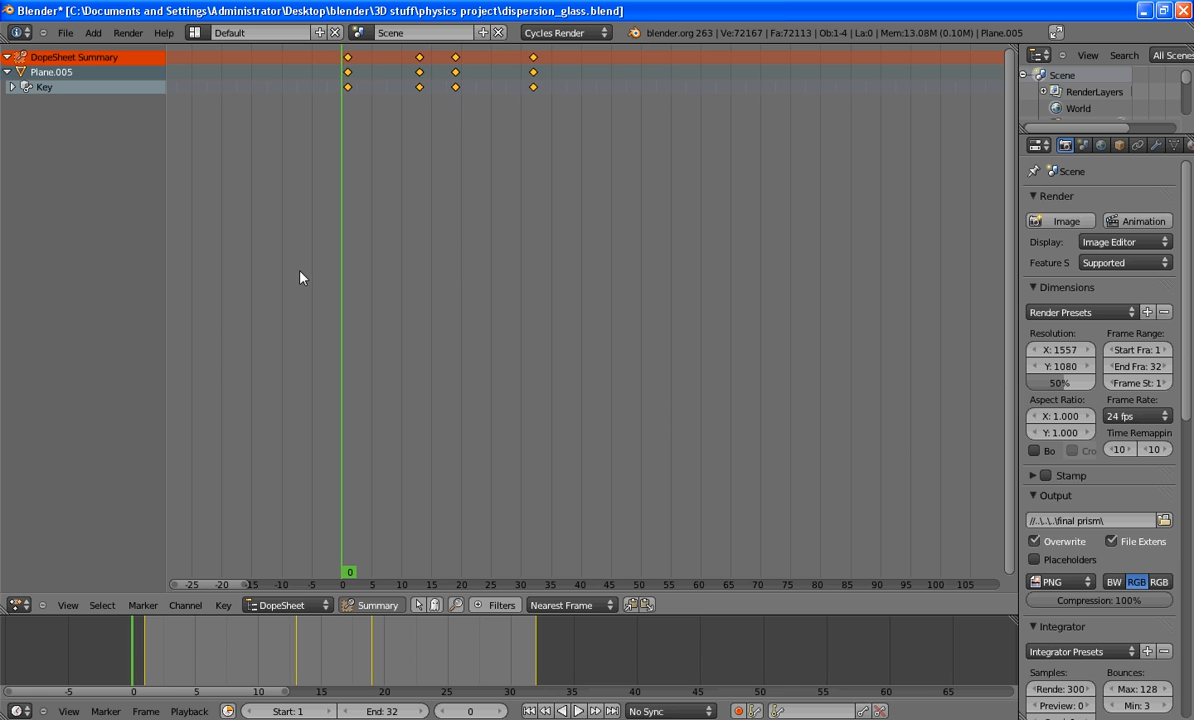 Blender* [C:\Documents and Settings\Administrator\Desktop\blender\3D stuff\physics project\dispersion_glass.blend]
File Add Render Help Default Scene Cycles Render blender.org 263 | Ve:72167 | Fa:72113 | Ob:1-4 | La:0 | Mem:13.08M (0.10M) | Plane.005
DopeSheet Summary
Plane.005
Key
View Search All Scenes
Scene
RenderLayers
World
Scene
Render
Image Animation
Display: Image Editor
Feature S Supported
Dimensions
Render Presets
Resolution: Frame Range:
X: 1557 Start Fra: 1
Y: 1080 End Fra: 32
50% Frame St: 1
Aspect Ratio: Frame Rate:
X: 1.000 24 fps
Y: 1.000 Time Remappin
Bo Cro 10 10
Stamp
Output
//..\..\..\final prism\
Overwrite File Extens
Placeholders
PNG BW RGB RGB
Compression: 100%
Integrator
Integrator Presets
Samples: Bounces:
Rende: 300 Max: 128
Preview: 0 Min: 3
0
-25 -20 -15 -10 -5 0 5 10 15 20 25 30 35 40 45 50 55 60 65 70 75 80 85 90 95 100 105
View Select Marker Channel Key DopeSheet Summary Filters Nearest Frame
-5 0 5 10 15 20 25 30 35 40 45 50 55 60 65
View Marker Frame Playback Start: 1 End: 32 0 No Sync